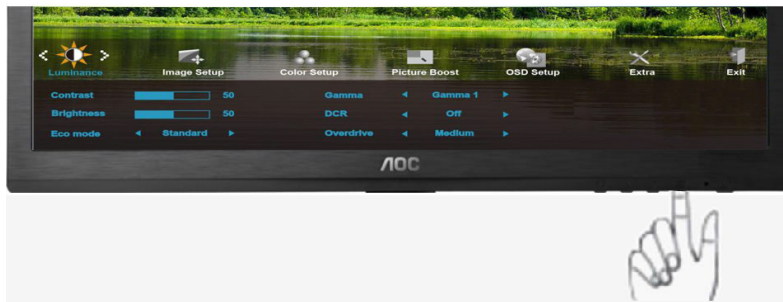 < >
Luminance Image Setup Color Setup Picture Boost OSD Setup Extra Exit
Contrast 50 Gamma ◄ Gamma 1 ►
Brightness 50 DCR ◄ Off ►
Eco mode ◄ Standard ► Overdrive ◄ Medium ►
AOC